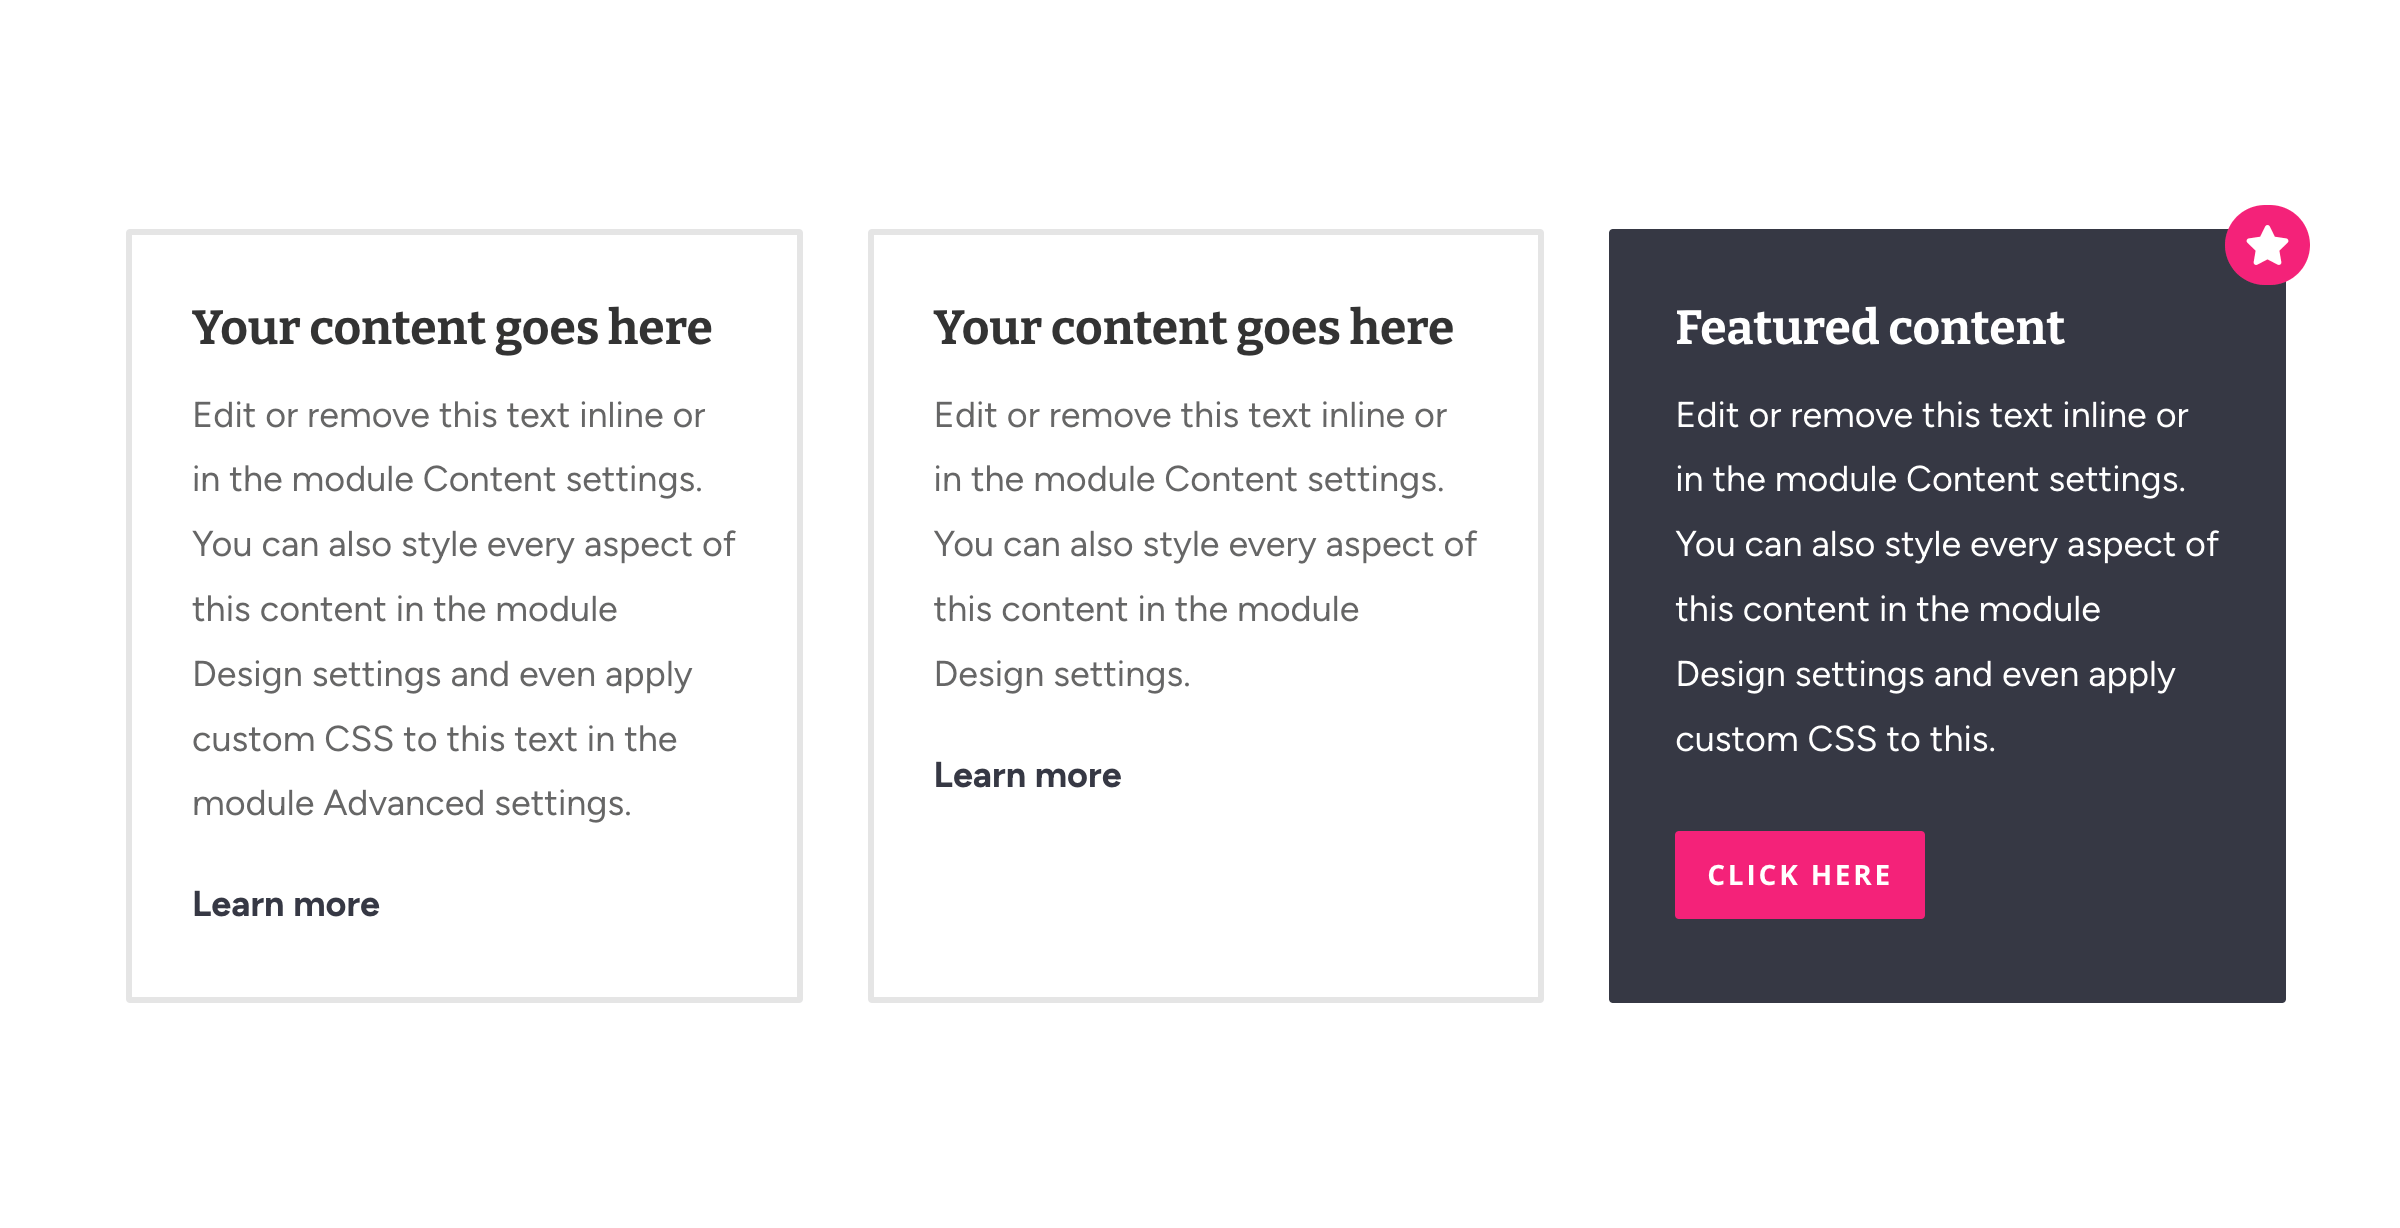 Your content goes here
Edit or remove this text inline or
in the module Content settings.
You can also style every aspect of
this content in the module
Design settings and even apply
custom CSS to this text in the
module Advanced settings.
Learn more
Your content goes here
Edit or remove this text inline or
in the module Content settings.
You can also style every aspect of
this content in the module
Design settings.
Learn more
Featured content
Edit or remove this text inline or
in the module Content settings.
You can also style every aspect of
this content in the module
Design settings and even apply
custom CSS to this.
CLICK HERE